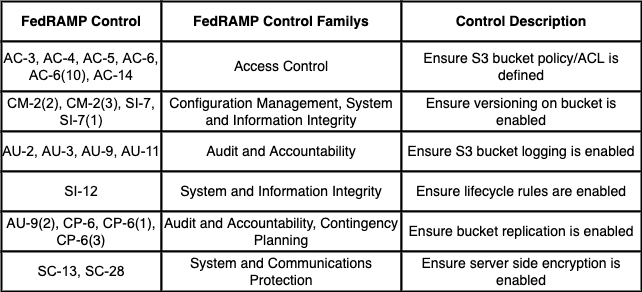 FedRAMP Control
FedRAMP Control Familys
Control Description
AC-3, AC-4, AC-5, AC-6,
AC-6(10), AC-14
Access Control
Ensure S3 bucket policy/ACL is
defined
CM-2(2), CM-2(3), SI-7,
SI-7(1)
Configuration Management, System
and Information Integrity
Ensure versioning on bucket is
enabled
AU-2, AU-3, AU-9, AU-11
Audit and Accountability
Ensure S3 bucket logging is enabled
SI-12
System and Information Integrity
Ensure lifecycle rules are enabled
AU-9(2), CP-6, CP-6(1),
CP-6(3)
Audit and Accountability, Contingency
Planning
Ensure bucket replication is enabled
SC-13, SC-28
System and Communications
Protection
Ensure server side encryption is
enabled